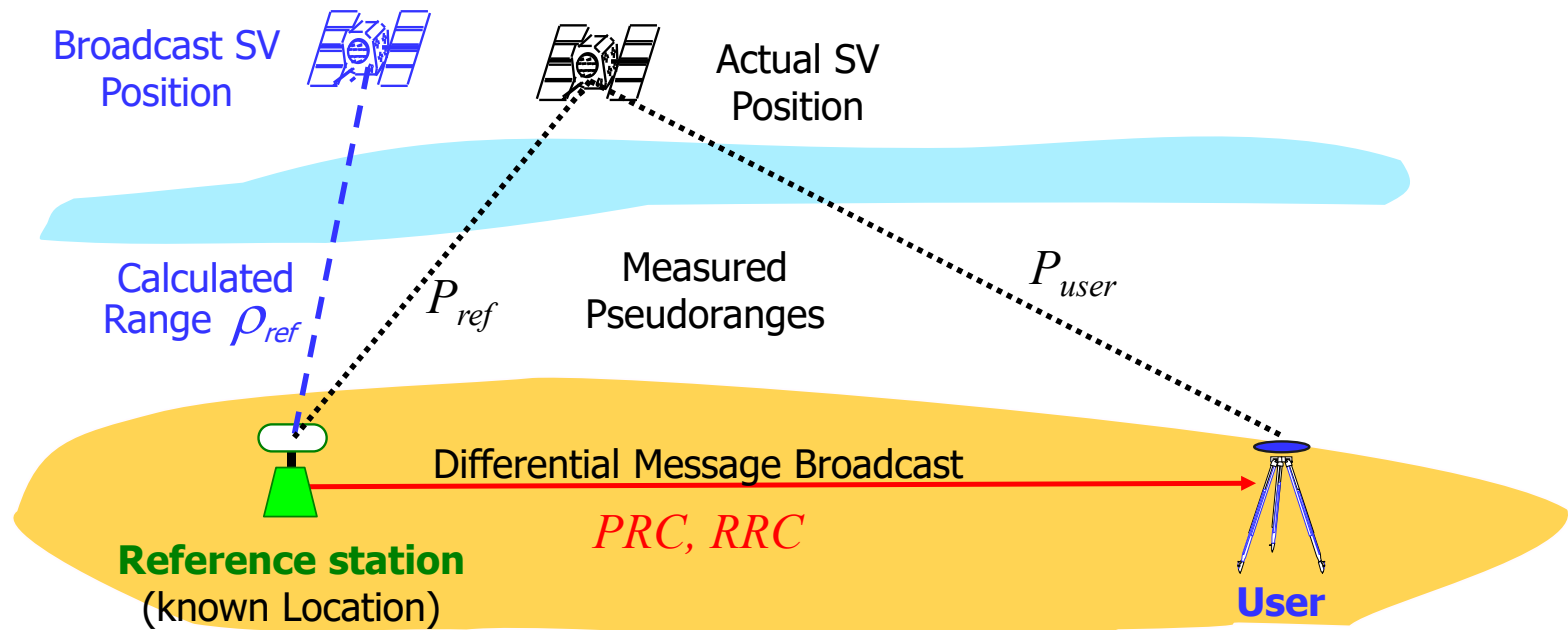 Broadcast SV
Position
Actual SV
Position
Calculated
Range ρref
Pref
Measured
Pseudoranges
Puser
Differential Message Broadcast
PRC, RRC
Reference station
(known Location)
User